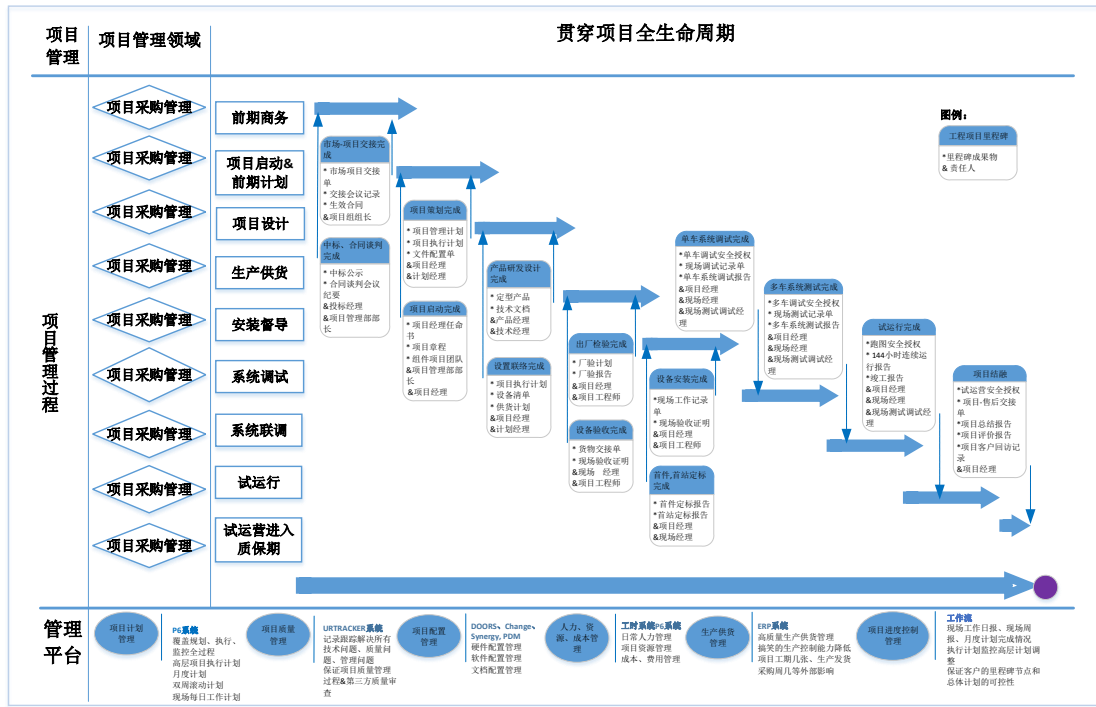 项目
管理
项目管理领域
贯穿项目全生命周期
项目管理过程
项目采购管理
项目采购管理
项目采购管理
项目采购管理
项目采购管理
项目采购管理
项目采购管理
项目采购管理
项目采购管理
前期商务
项目启动&
前期计划
项目设计
生产供货
安装督导
系统调试
系统联调
试运行
试运营进入
质保期
市场-项目交接完
成
* 市场项目交接
单
* 交接会议记录
* 生效合同
&项目组组长
中标、合同谈判
完成
* 中标公示
* 合同谈判会议
纪要
&投标经理
&项目管理部部
长
项目策划完成
* 项目管理计划
* 项目执行计划
* 文件配置单
&项目经理
&计划经理
项目启动完成
* 项目经理任命
书
* 项目章程
* 组件项目团队
&项目管理部部
长
&项目经理
产品研发设计
完成
* 定型产品
* 技术文档
&产品经理
&技术经理
设置联络完成
* 项目执行计划
* 设备清单
* 供货计划
&项目经理
&计划经理
出厂检验完成
* 厂验计划
* 厂验报告
&项目经理
&项目工程师
设备验收完成
* 货物交接单
* 现场验收证明
&现场 经理
&项目工程师
单车系统调试完成
*单车调试安全授权
*现场调试记录单
*单车系统调试报告
&项目经理
&现场经理
&现场测试调试经
理
设备安装完成
*现场工作记录
单
*现场验收证明
&项目经理
&项目工程师
首件,首站定标
完成
* 首件定标报告
*首站定标报告
&项目经理
&现场经理
多车系统测试完成
*多车调试安全授权
*现场测试记录单
*多车系统测试报告
&项目经理
&现场经理
&现场测试调试经
理
试运行完成
*跑图安全授权
* 144小时连续运
行报告
*竣工报告
&项目经理
&现场经理
&现场测试调试经
理
项目结融
*试运营安全授权
* 项目-售后交接
单
*项目总结报告
*项目评价报告
*项目客户回访记
录
&项目经理
图例：
工程项目里程碑
*里程碑成果物
& 责任人
管理
平台
项目计划
管理
P6系统
覆盖规划、执行、
监控全过程
高层项目执行计划
月度计划
双周滚动计划
现场每日工作计划
项目质量
管理
URTRACKER系统
记录跟踪解决所有
技术问题、质量问
题、管理问题
保证项目质量管理
过程&第三方质量审
查
项目配置
管理
DOORS、Change、
Synergy, PDM
硬件配置管理
软件配置管理
文档配置管理
人力、资
源、成本管
理
工时系统P6系统
日常人力管理
项目资源管理
成本、费用管理
生产供货
管理
ERP系统
高质量生产供货管理
搞笑的生产控制能力降低
项目工期几张、生产发货
采购周几等外部影响
项目进度控制
管理
工作流
现场工作日报、现场周
报、月度计划完成情况
执行计划监控高层计划调
整
保证客户的里程碑节点和
总体计划的可控性